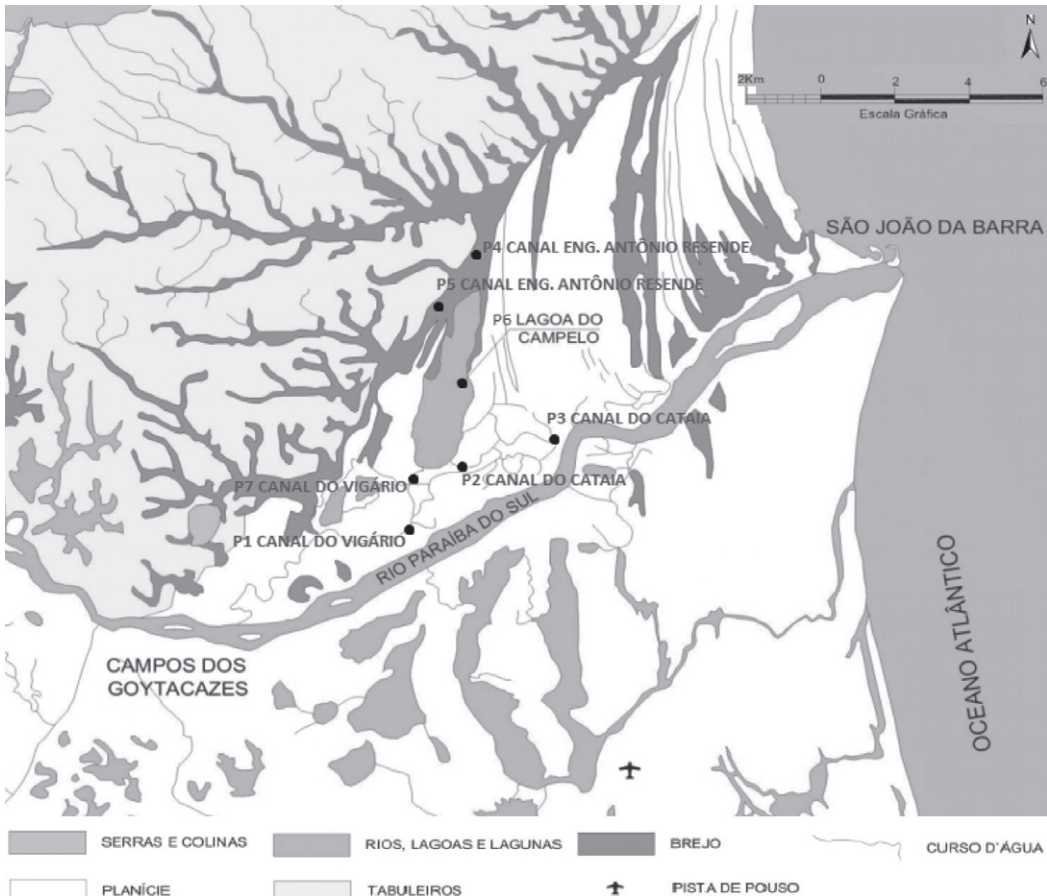 N
2Km 0 2 4 6
Escala Gráfica
SÃO JOÃO DA BARRA
P4 CANAL ENG. ANTÔNIO RESENDE
P5 CANAL ENG. ANTÔNIO RESENDE
P6 LAGOA DO
CAMPELO
P3 CANAL DO CATAIA
P7 CANAL DO VIGÁRIO
P2 CANAL DO CATAIA
P1 CANAL DO VIGÁRIO
RIO PARAÍBA DO SUL
CAMPOS DOS
GOYTACAZES
OCEANO ATLÂNTICO
SERRAS E COLINAS
RIOS, LAGOAS E LAGUNAS
BREJO
CURSO D'ÁGUA
PLANÍCIE
TABULEIROS
PISTA DE POUSO